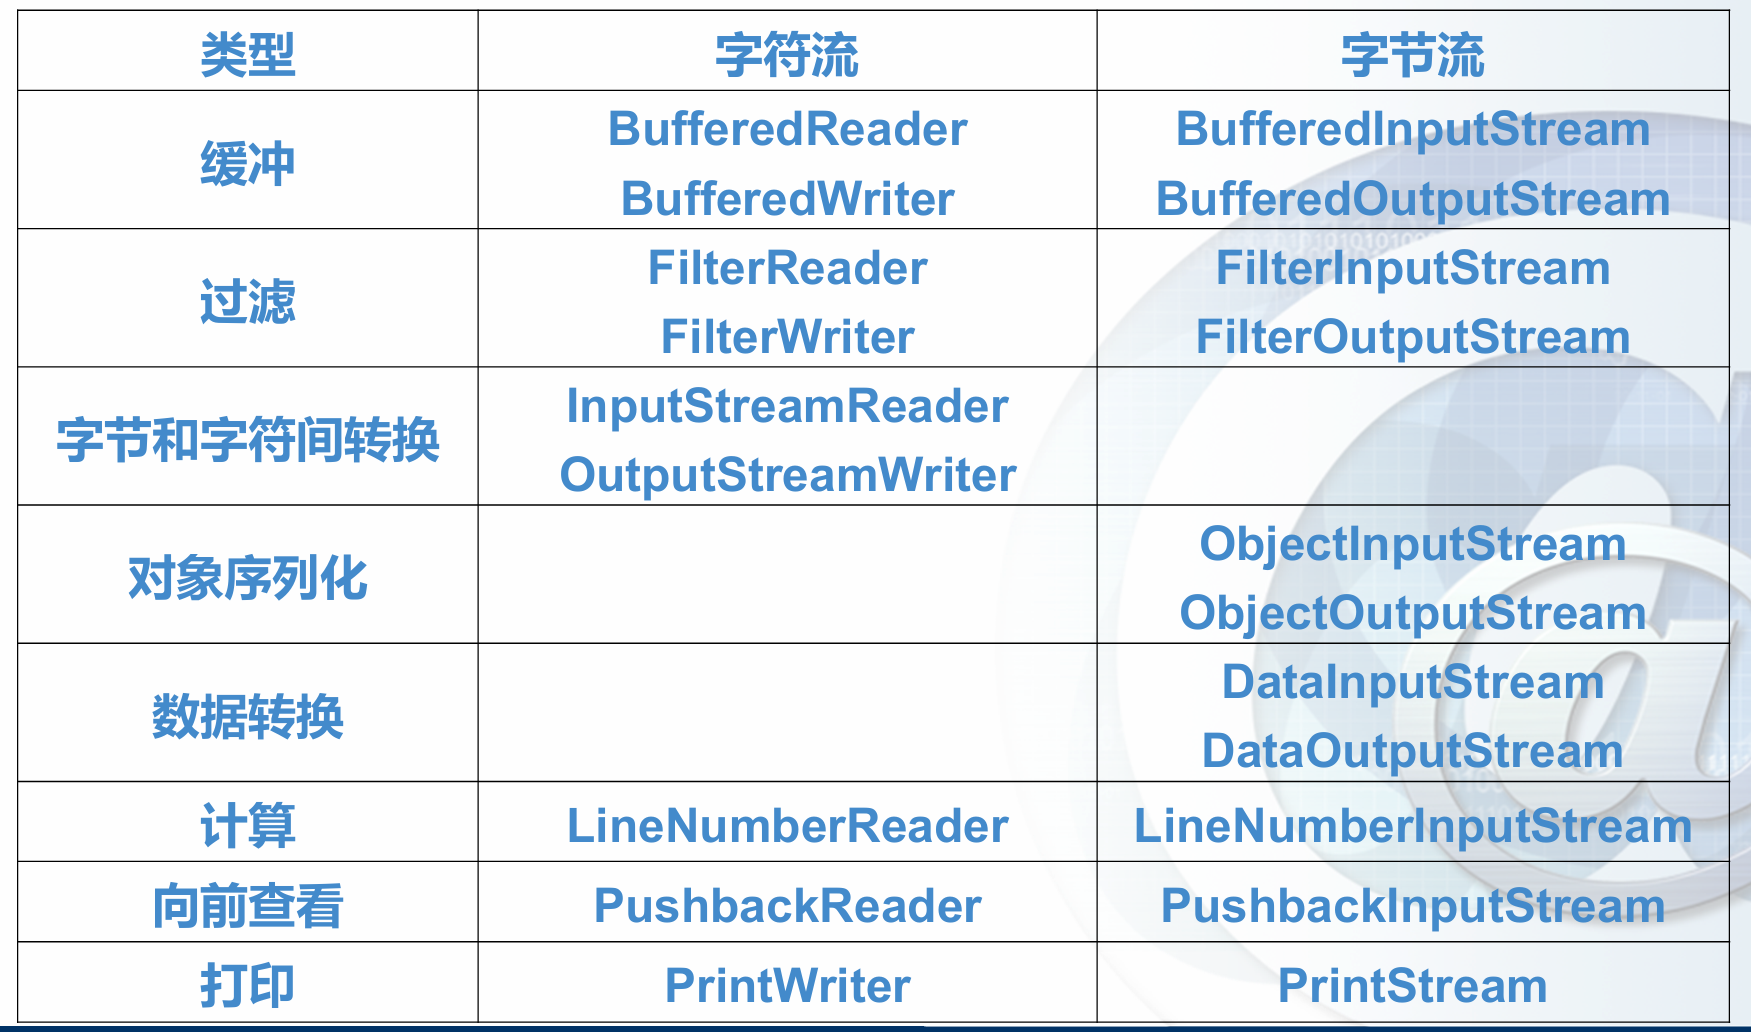 类型 字符流 字节流
缓冲 BufferedReader BufferedInputStream
BufferedWriter BufferedOutputStream
过滤 FilterReader FilterInputStream
FilterWriter FilterOutputStream
字节和字符间转换 InputStreamReader
OutputStreamWriter
对象序列化 ObjectInputStream
ObjectOutputStream
数据转换 DataInputStream
DataOutputStream
计算 LineNumberReader LineNumberInputStream
向前查看 PushbackReader PushbackInputStream
打印 PrintWriter PrintStream